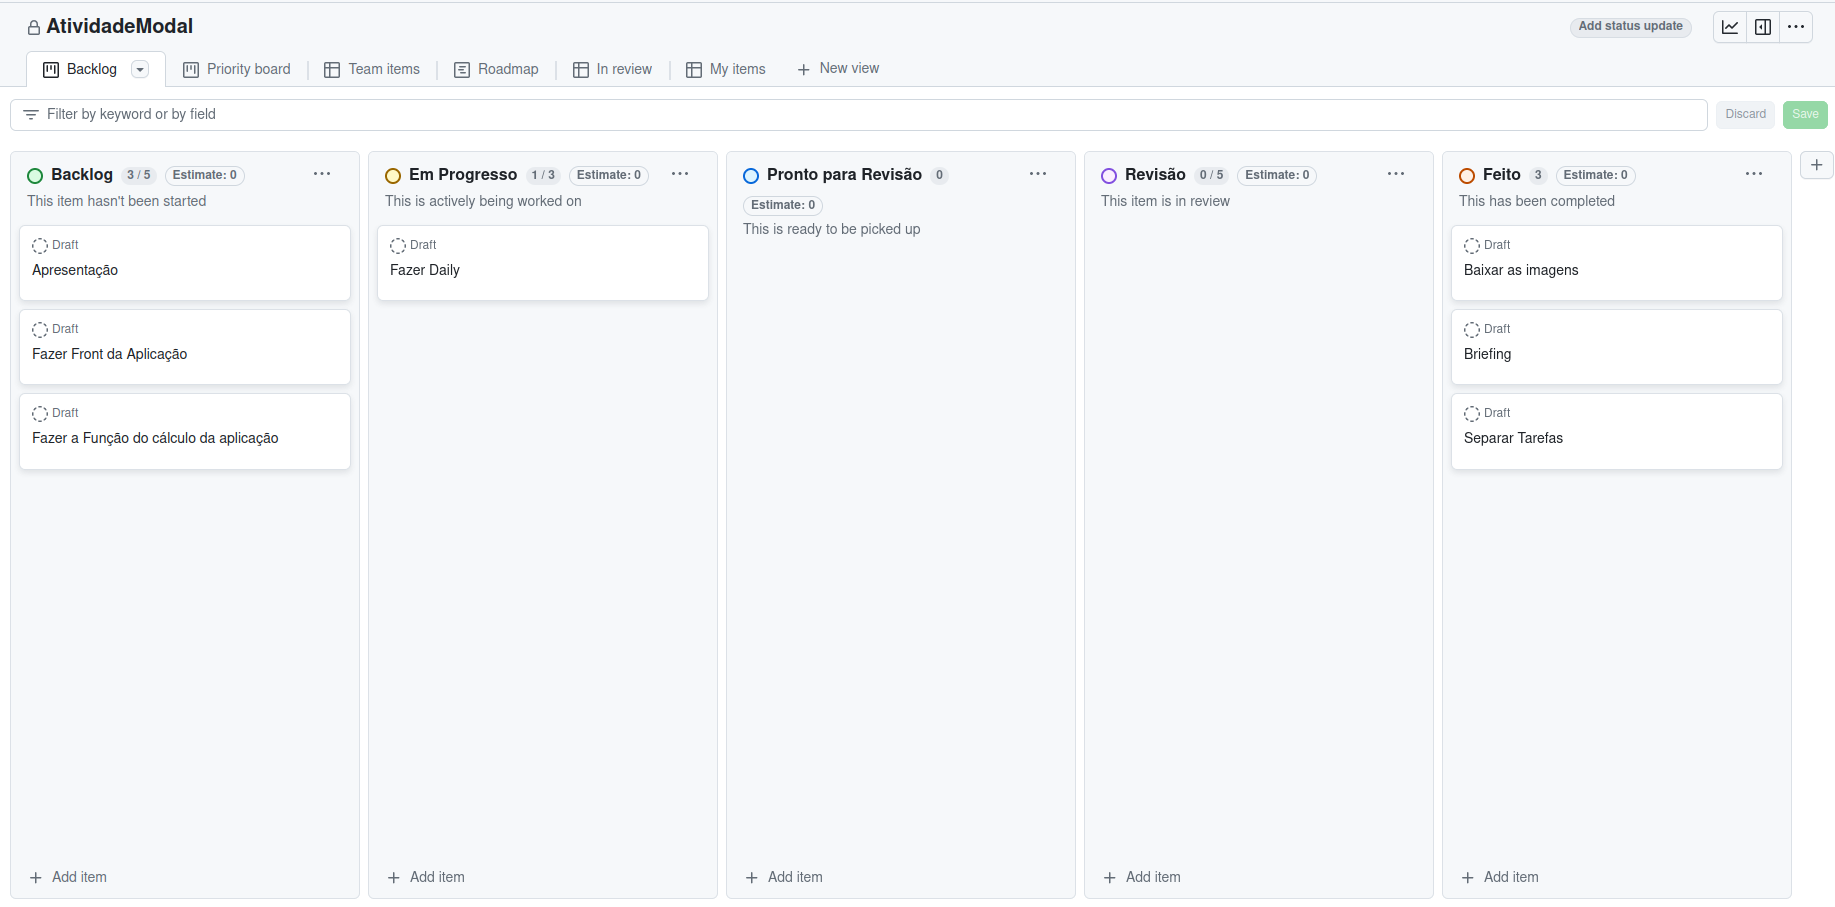 AtividadeModal
Add status update
Backlog
Priority board
Team items
Roadmap
In review
My items
New view
Filter by keyword or by field
Discard
Save
Backlog 3 / 5 Estimate: 0
This item hasn't been started
Draft
Apresentação
Draft
Fazer Front da Aplicação
Draft
Fazer a Função do cálculo da aplicação
Add item
Em Progresso 1 / 3 Estimate: 0
This is actively being worked on
Draft
Fazer Daily
Add item
Pronto para Revisão 0
Estimate: 0
This is ready to be picked up
Add item
Revisão 0 / 5 Estimate: 0
This item is in review
Add item
Feito 3 Estimate: 0
This has been completed
Draft
Baixar as imagens
Draft
Briefing
Draft
Separar Tarefas
Add item